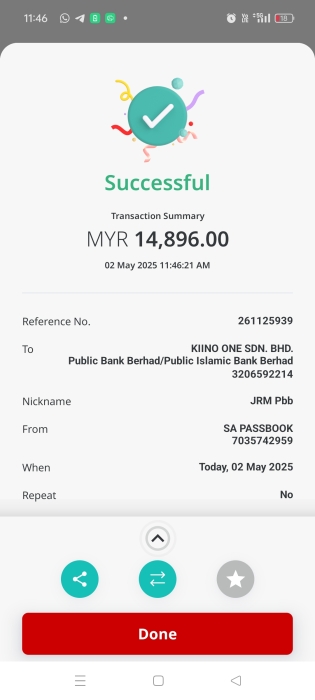 11:46
5G
18
Successful
Transaction Summary
MYR 14,896.00
02 May 2025 11:46:21 AM
Reference No. 261125939
To KIINO ONE SDN. BHD.
Public Bank Berhad/Public Islamic Bank Berhad
3206592214
Nickname JRM Pbb
From SA PASSBOOK
7035742959
When Today, 02 May 2025
Repeat No
Done